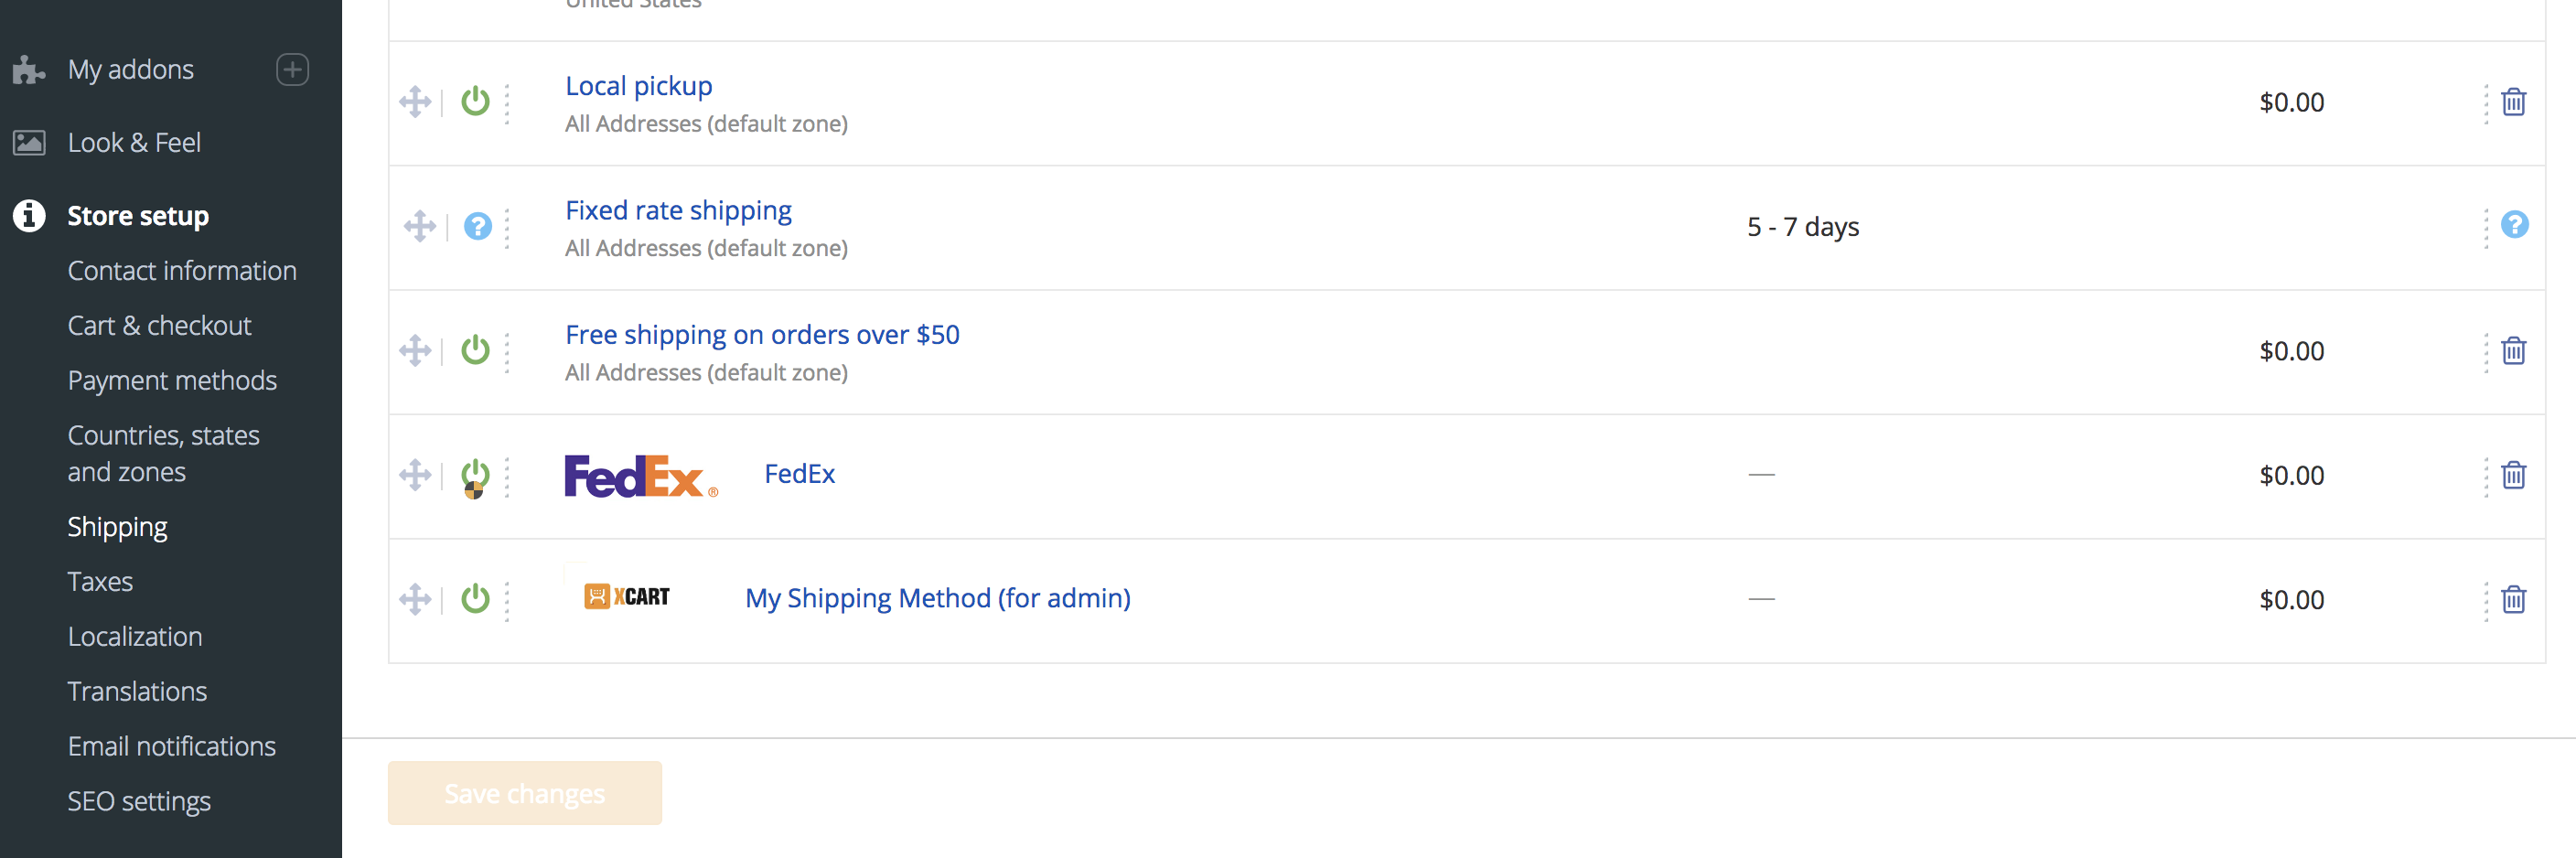 United States
My addons
Local pickup
All Addresses (default zone)
$0.00
Look & Feel
Store setup
Fixed rate shipping
All Addresses (default zone)
5 - 7 days
Contact information
Cart & checkout
Free shipping on orders over $50
All Addresses (default zone)
$0.00
Payment methods
Countries, states
and zones
FedEx®
FedEx
—
$0.00
Shipping
Taxes
XCART
My Shipping Method (for admin)
—
$0.00
Localization
Translations
Email notifications
SEO settings
Save changes